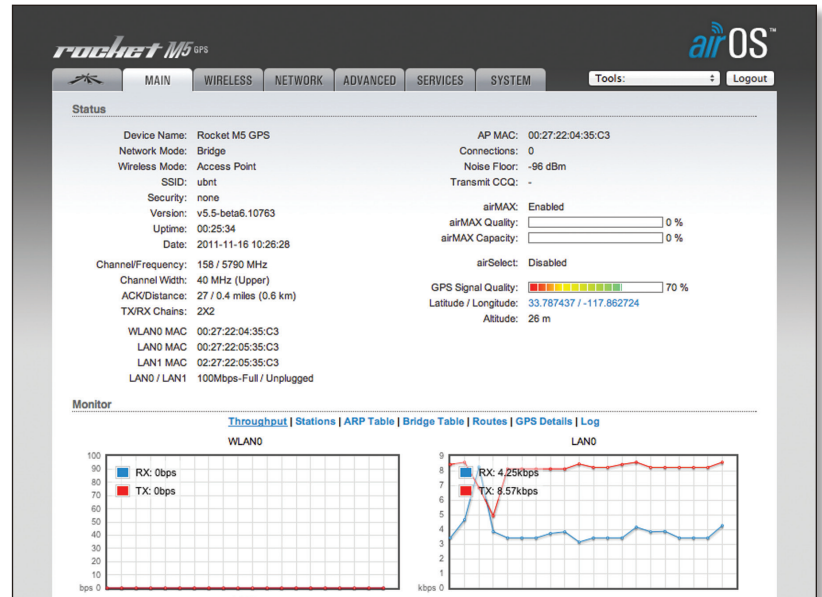 rocket M5 GPS
airOS™
MAIN WIRELESS NETWORK ADVANCED SERVICES SYSTEM Tools: Logout
Status
Device Name: Rocket M5 GPS
Network Mode: Bridge
Wireless Mode: Access Point
SSID: ubnt
Security: none
Version: v5.5-beta6.10763
Uptime: 00:25:34
Date: 2011-11-16 10:26:28
Channel/Frequency: 158 / 5790 MHz
Channel Width: 40 MHz (Upper)
ACK/Distance: 27 / 0.4 miles (0.6 km)
TX/RX Chains: 2X2
WLAN0 MAC 00:27:22:04:35:C3
LAN0 MAC 00:27:22:05:35:C3
LAN1 MAC 02:27:22:05:35:C3
LAN0 / LAN1 100Mbps-Full / Unplugged
AP MAC: 00:27:22:04:35:C3
Connections: 0
Noise Floor: -96 dBm
Transmit CCQ: -
airMAX: Enabled
airMAX Quality: 0 %
airMAX Capacity: 0 %
airSelect: Disabled
GPS Signal Quality: 70 %
Latitude / Longitude: 33.787437 / -117.862724
Altitude: 26 m
Monitor
Throughput | Stations | ARP Table | Bridge Table | Routes | GPS Details | Log
WLAN0
100
90
80
70
60
50
40
30
20
10
bps 0
RX: 0bps
TX: 0bps
LAN0
9
8
7
6
5
4
3
2
1
kbps 0
RX: 4.25kbps
TX: 8.57kbps